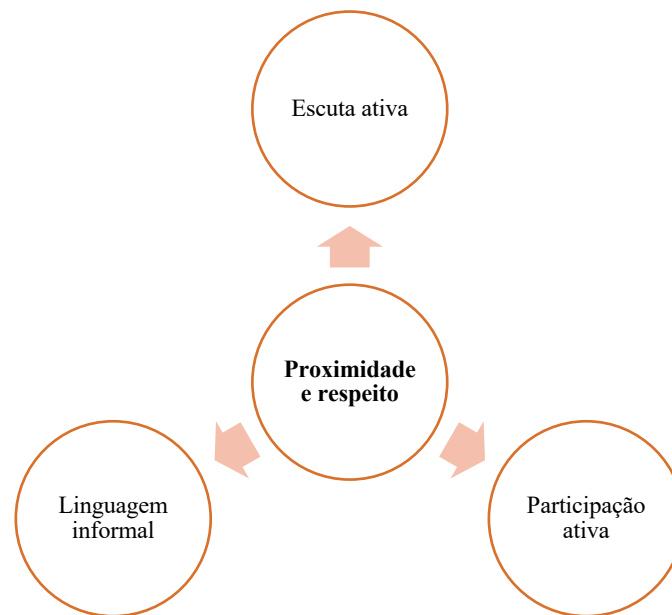 Escuta ativa
Proximidade
e respeito
Linguagem
informal
Participação
ativa